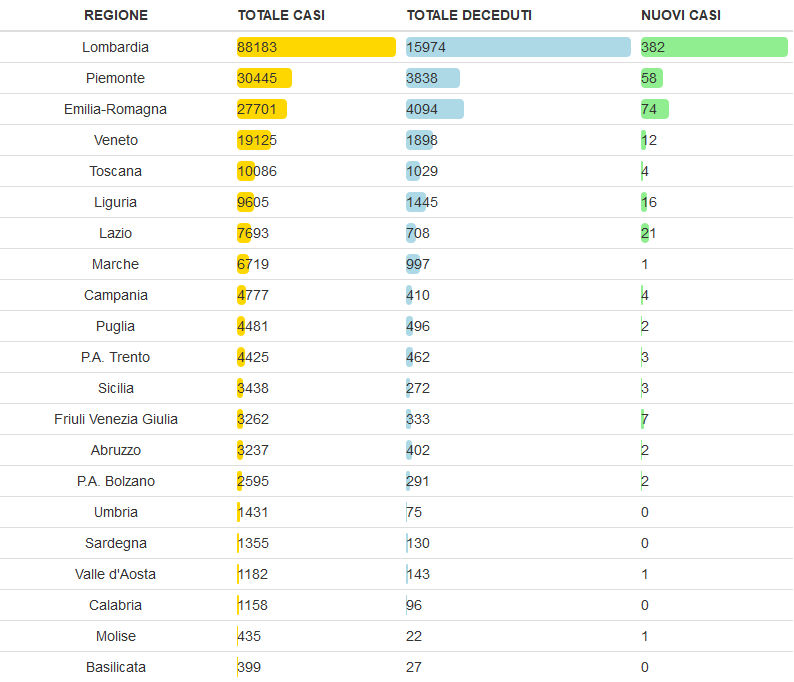 REGIONE TOTALE CASI TOTALE DECEDUTI NUOVI CASI
Lombardia 88183 15974 382
Piemonte 30445 3838 58
Emilia-Romagna 27701 4094 74
Veneto 19125 1898 12
Toscana 10086 1029 4
Liguria 9605 1445 16
Lazio 7693 708 21
Marche 6719 997 1
Campania 4777 410 4
Puglia 4481 496 2
P.A. Trento 4425 462 3
Sicilia 3438 272 3
Friuli Venezia Giulia 3262 333 7
Abruzzo 3237 402 2
P.A. Bolzano 2595 291 2
Umbria 1431 75 0
Sardegna 1355 130 0
Valle d'Aosta 1182 143 1
Calabria 1158 96 0
Molise 435 22 1
Basilicata 399 27 0